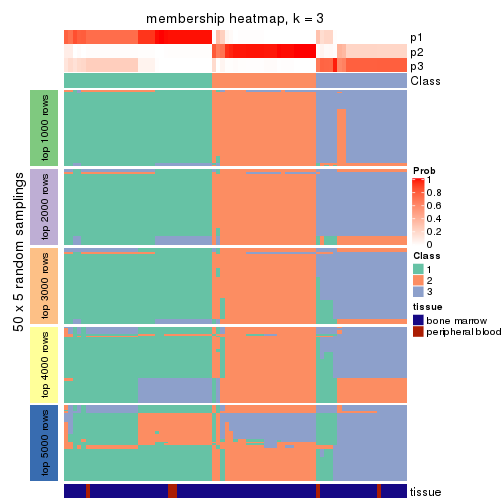 membership heatmap, k = 3
p1
p2
p3
Class
50 x 5 random samplings
top 1000 rows
top 2000 rows
top 3000 rows
top 4000 rows
top 5000 rows
Prob
1
0.8
0.6
0.4
0.2
0
Class
1
2
3
tissue
bone marrow
peripheral blood
tissue